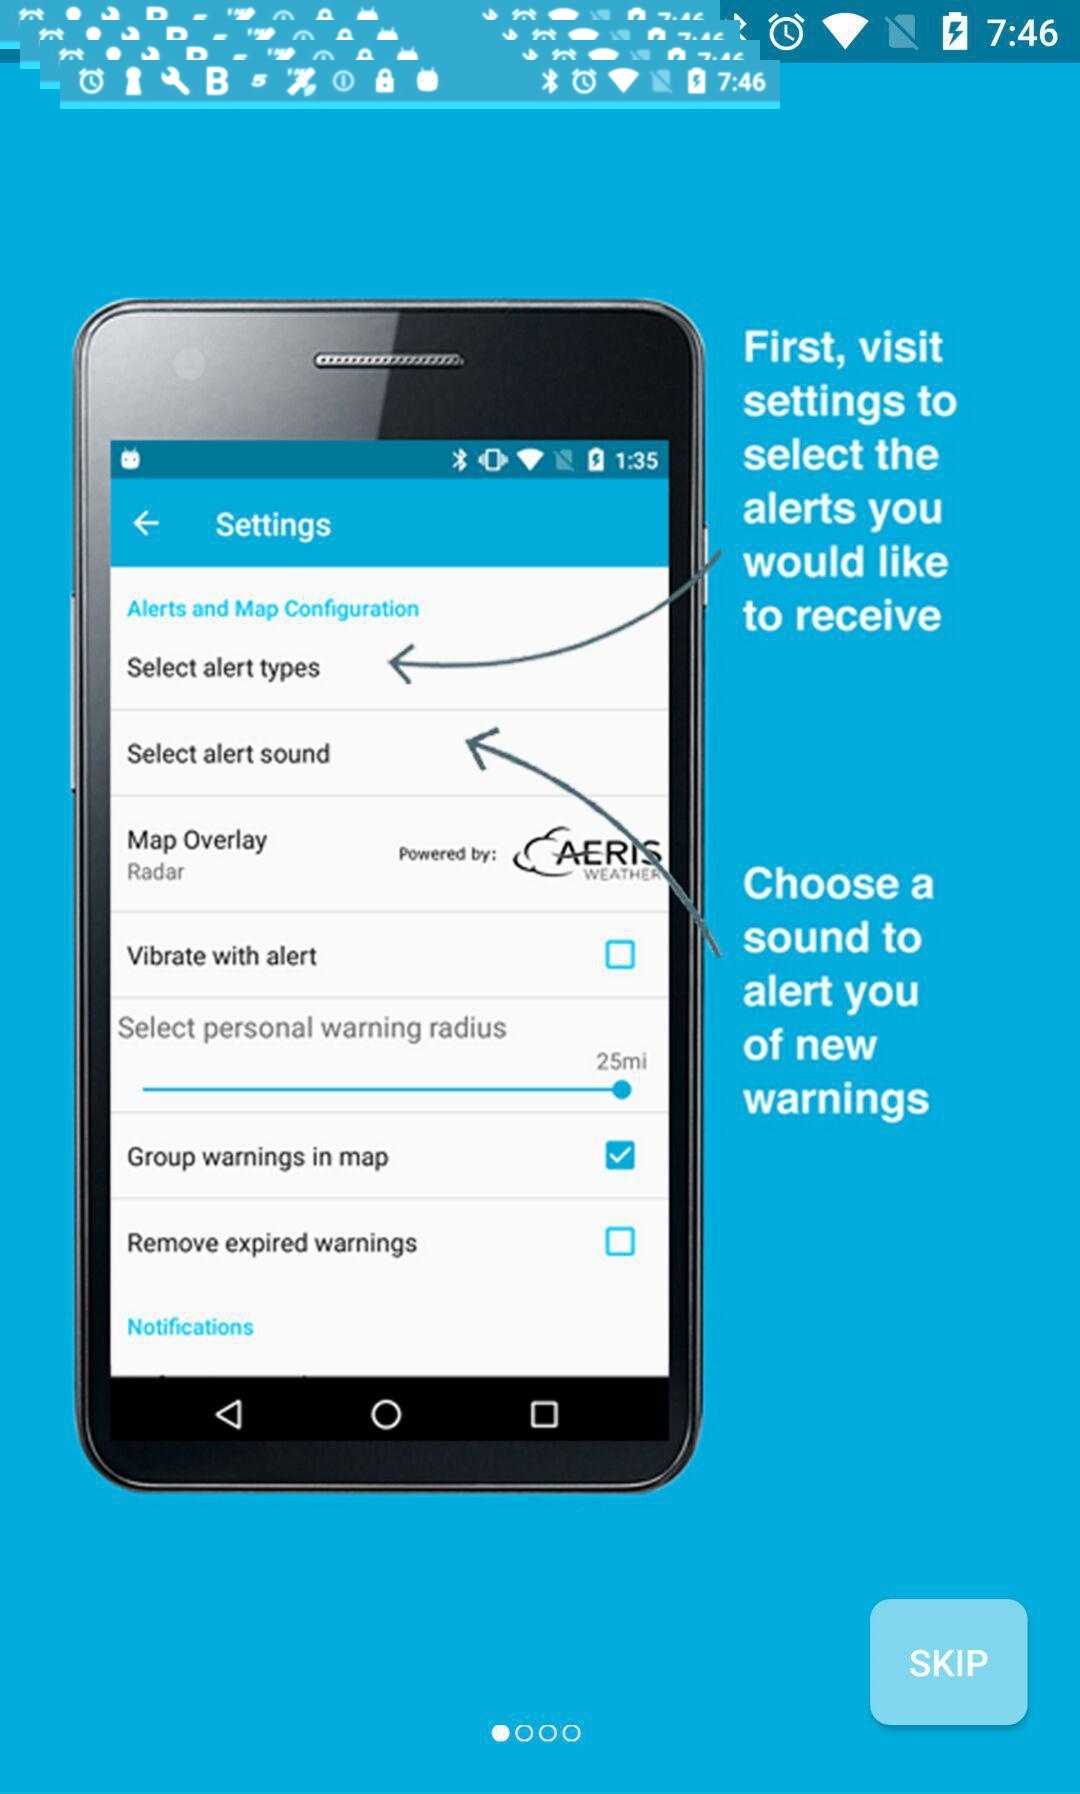 7:46
7:46
First, visit
settings to
select the
alerts you
would like
to receive
1:35
Settings
Alerts and Map Configuration
Select alert types
Select alert sound
Map Overlay
Radar
Powered by:
AERIS
WEATHER
Choose a
sound to
alert you
of new
warnings
Vibrate with alert
Select personal warning radius
25mi
Group warnings in map
Remove expired warnings
Notifications
SKIP